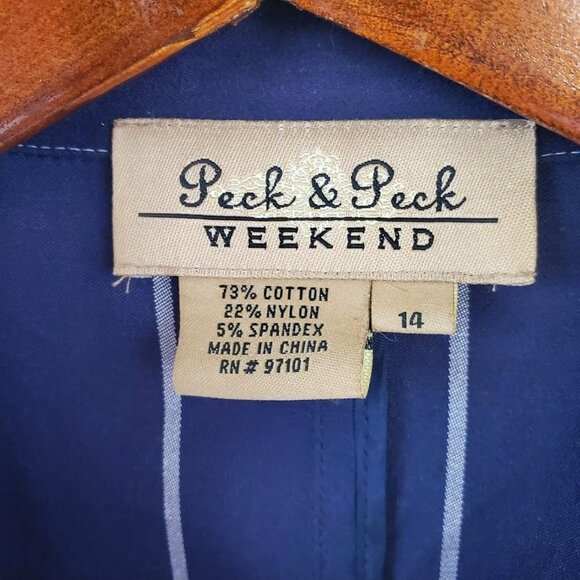 Peck & Peck
WEEKEND
73% COTTON
22% NYLON
5% SPANDEX
MADE IN CHINA
RN # 97101
14